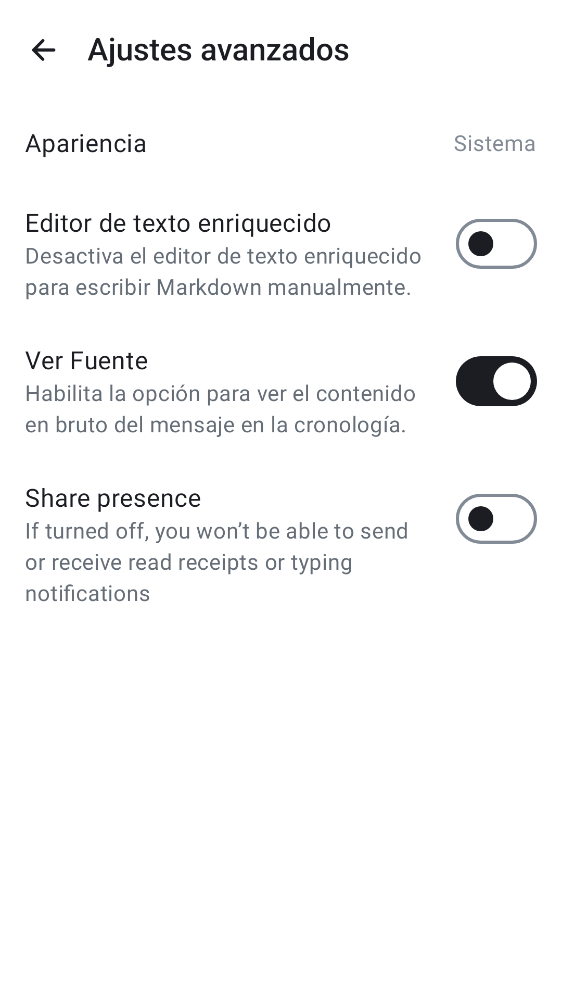 Ajustes avanzados
Apariencia
Sistema
Editor de texto enriquecido
Desactiva el editor de texto enriquecido
para escribir Markdown manualmente.
Ver Fuente
Habilita la opción para ver el contenido
en bruto del mensaje en la cronología.
Share presence
If turned off, you won’t be able to send
or receive read receipts or typing
notifications